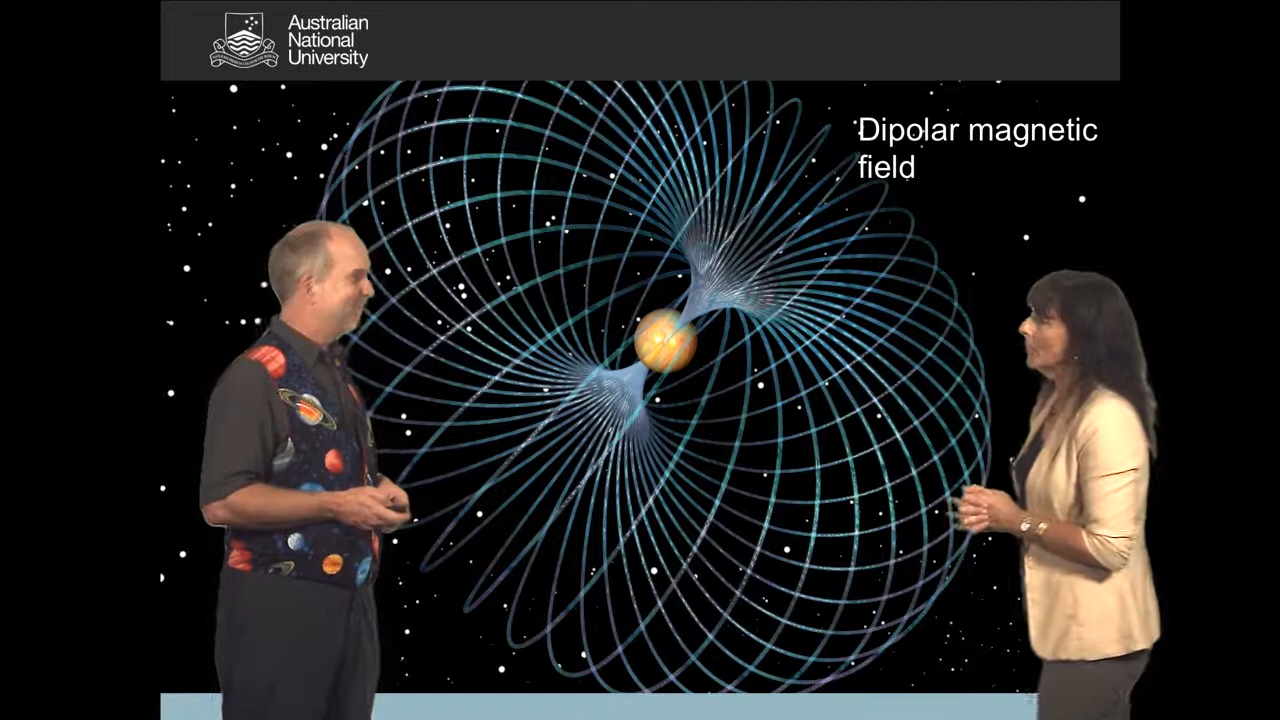 Australian
National
University
Dipolar magnetic
field